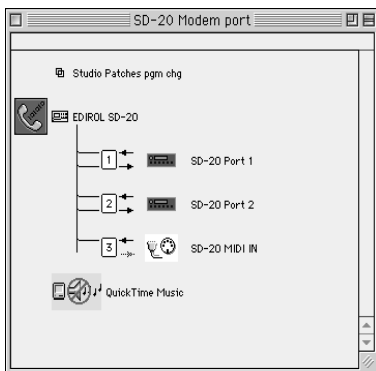 SD-20 Modem port
Studio Patches pgm chg
EDIROL SD-20
1 SD-20 Port 1
2 SD-20 Port 2
3 SD-20 MIDI IN
QuickTime Music